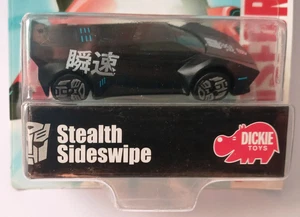 瞬速
Stealth
Sideswipe
DICKIE
TOYS